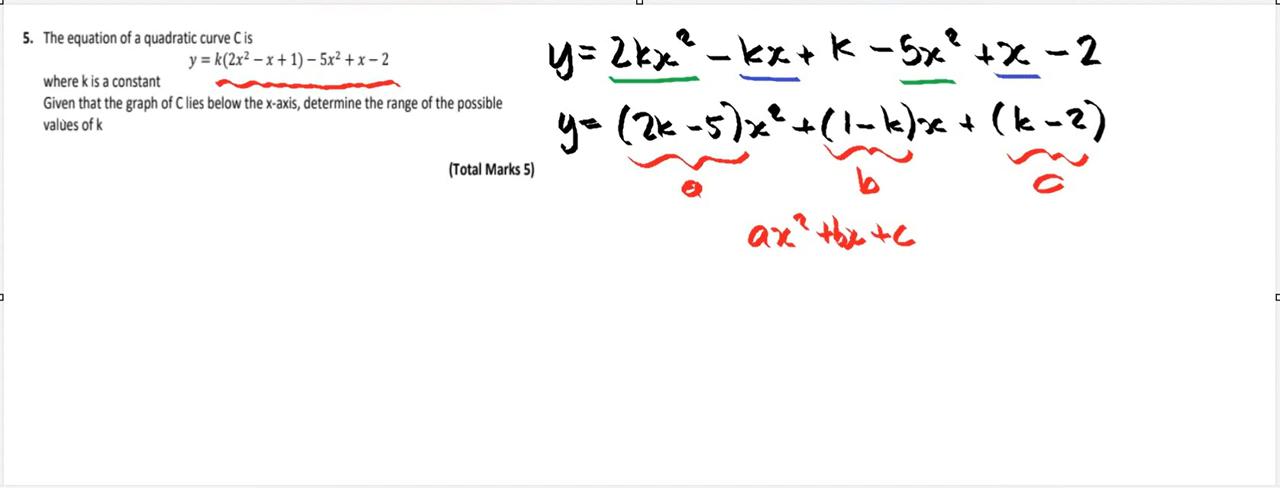 5. The equation of a quadratic curve C is
y = k(2x² – x + 1) – 5x² + x – 2
where k is a constant
Given that the graph of C lies below the x-axis, determine the range of the possible
values of k
(Total Marks 5)
y = 2kx² – kx + k – 5x² + x – 2
y = (2k – 5)x² + (1 – k)x + (k – 2)
a b c
ax² + bx + c